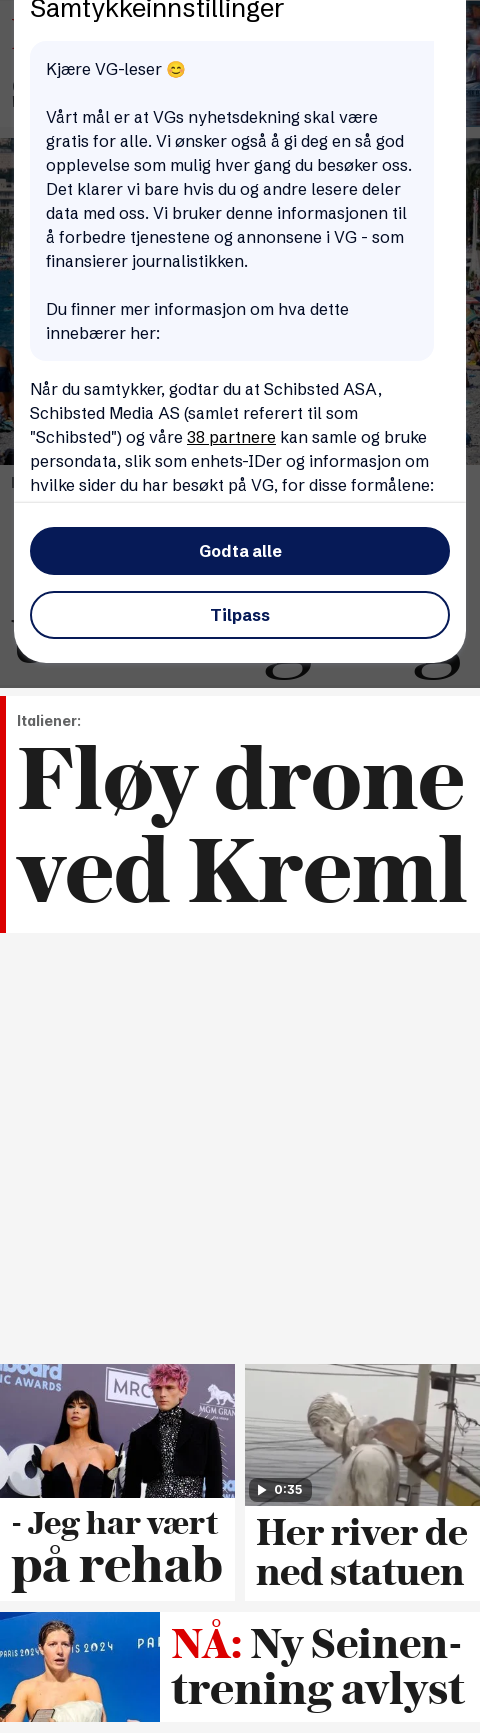 Samtykkeinnstillinger
Kjære VG-leser 😊
Vårt mål er at VGs nyhetsdekning skal være
gratis for alle. Vi ønsker også å gi deg en så god
opplevelse som mulig hver gang du besøker oss.
Det klarer vi bare hvis du og andre lesere deler
data med oss. Vi bruker denne informasjonen til
å forbedre tjenestene og annonsene i VG - som
finansierer journalistikken.
Du finner mer informasjon om hva dette
innebærer her:
Når du samtykker, godtar du at Schibsted ASA,
Schibsted Media AS (samlet referert til som
"Schibsted") og våre 38 partnere kan samle og bruke
persondata, slik som enhets-IDer og informasjon om
hvilke sider du har besøkt på VG, for disse formålene:
Godta alle
Tilpass
Italiener:
Fløy drone
ved Kreml
MRC
MGM GRAND
0:35
- Jeg har vært
på rehab
Her river de
ned statuen
PARIS 2024
NÅ: Ny Seinen-
trening avlyst